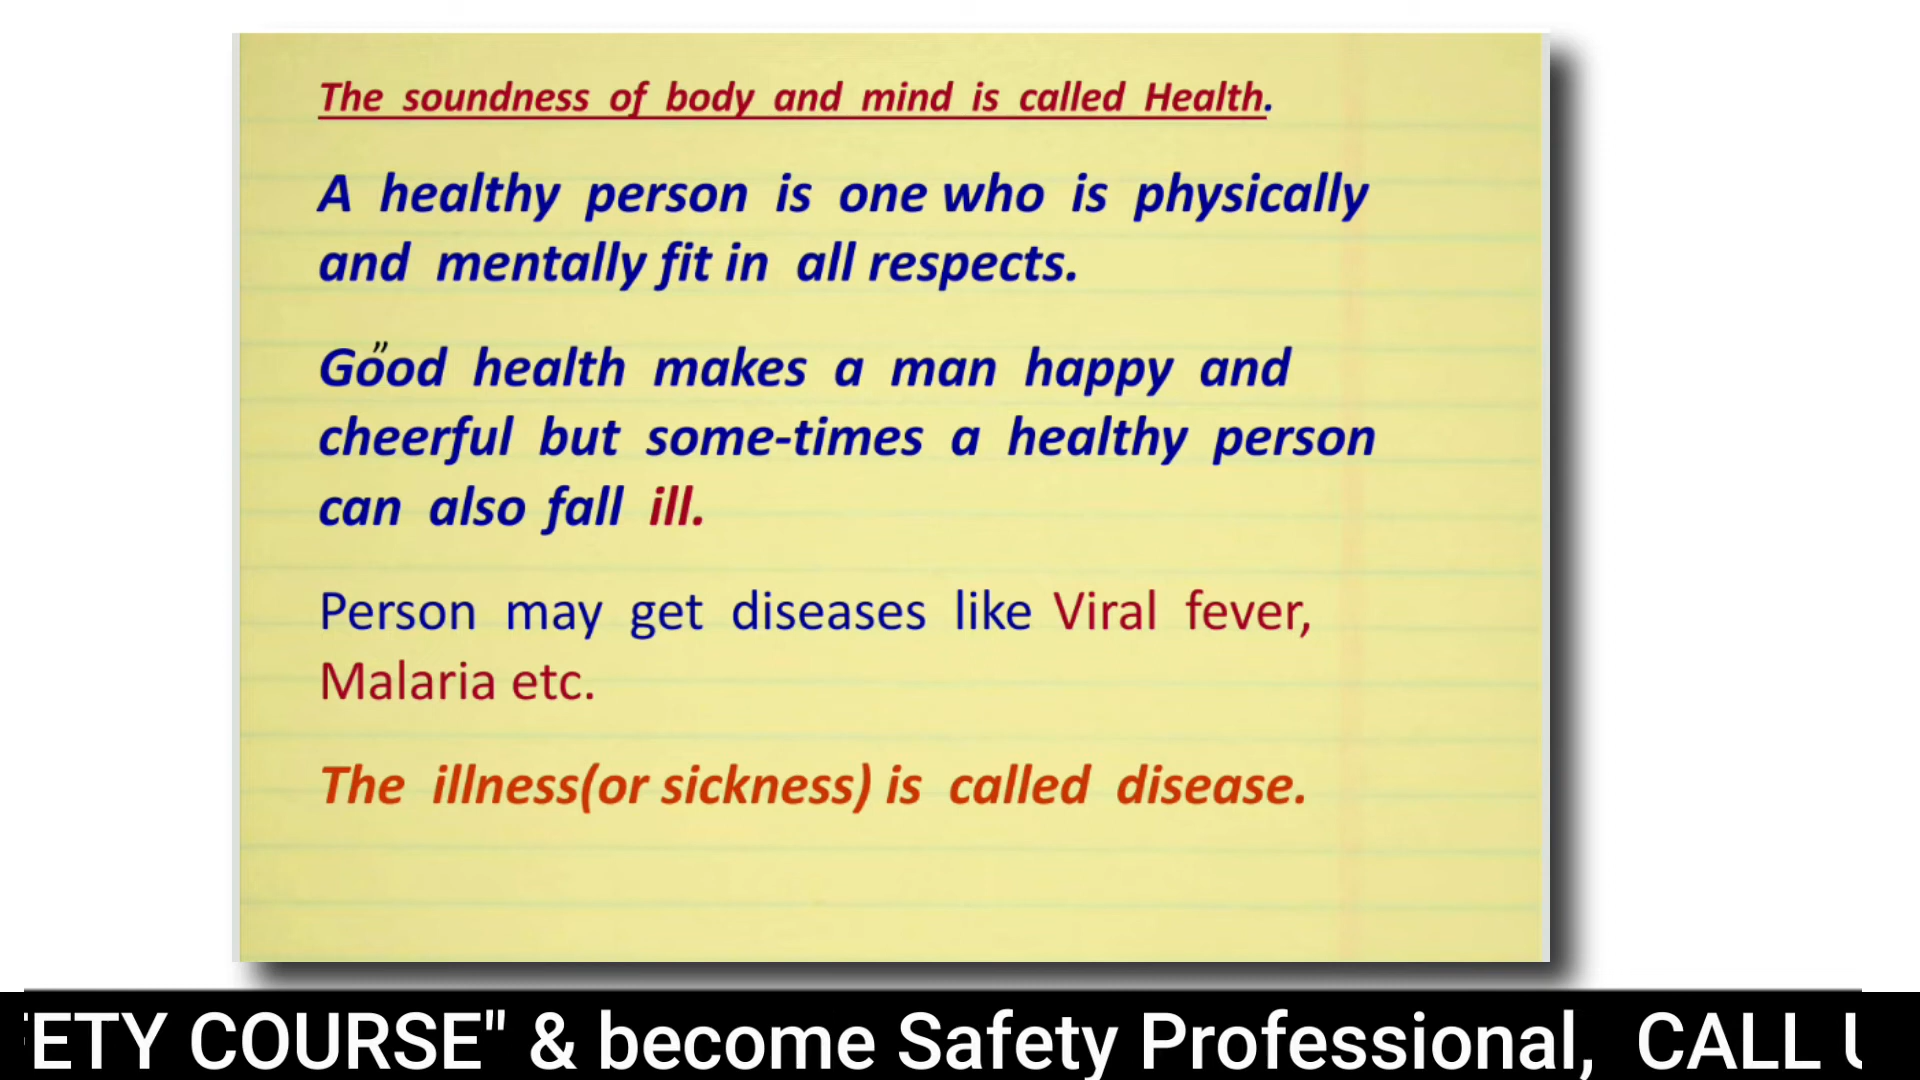 The soundness of body and mind is called Health.
A healthy person is one who is physically
and mentally fit in all respects.
”
Good health makes a man happy and
cheerful but some-times a healthy person
can also fall ill.
Person may get diseases like Viral fever,
Malaria etc.
The illness(or sickness) is called disease.
ETY COURSE" & become Safety Professional, CALL